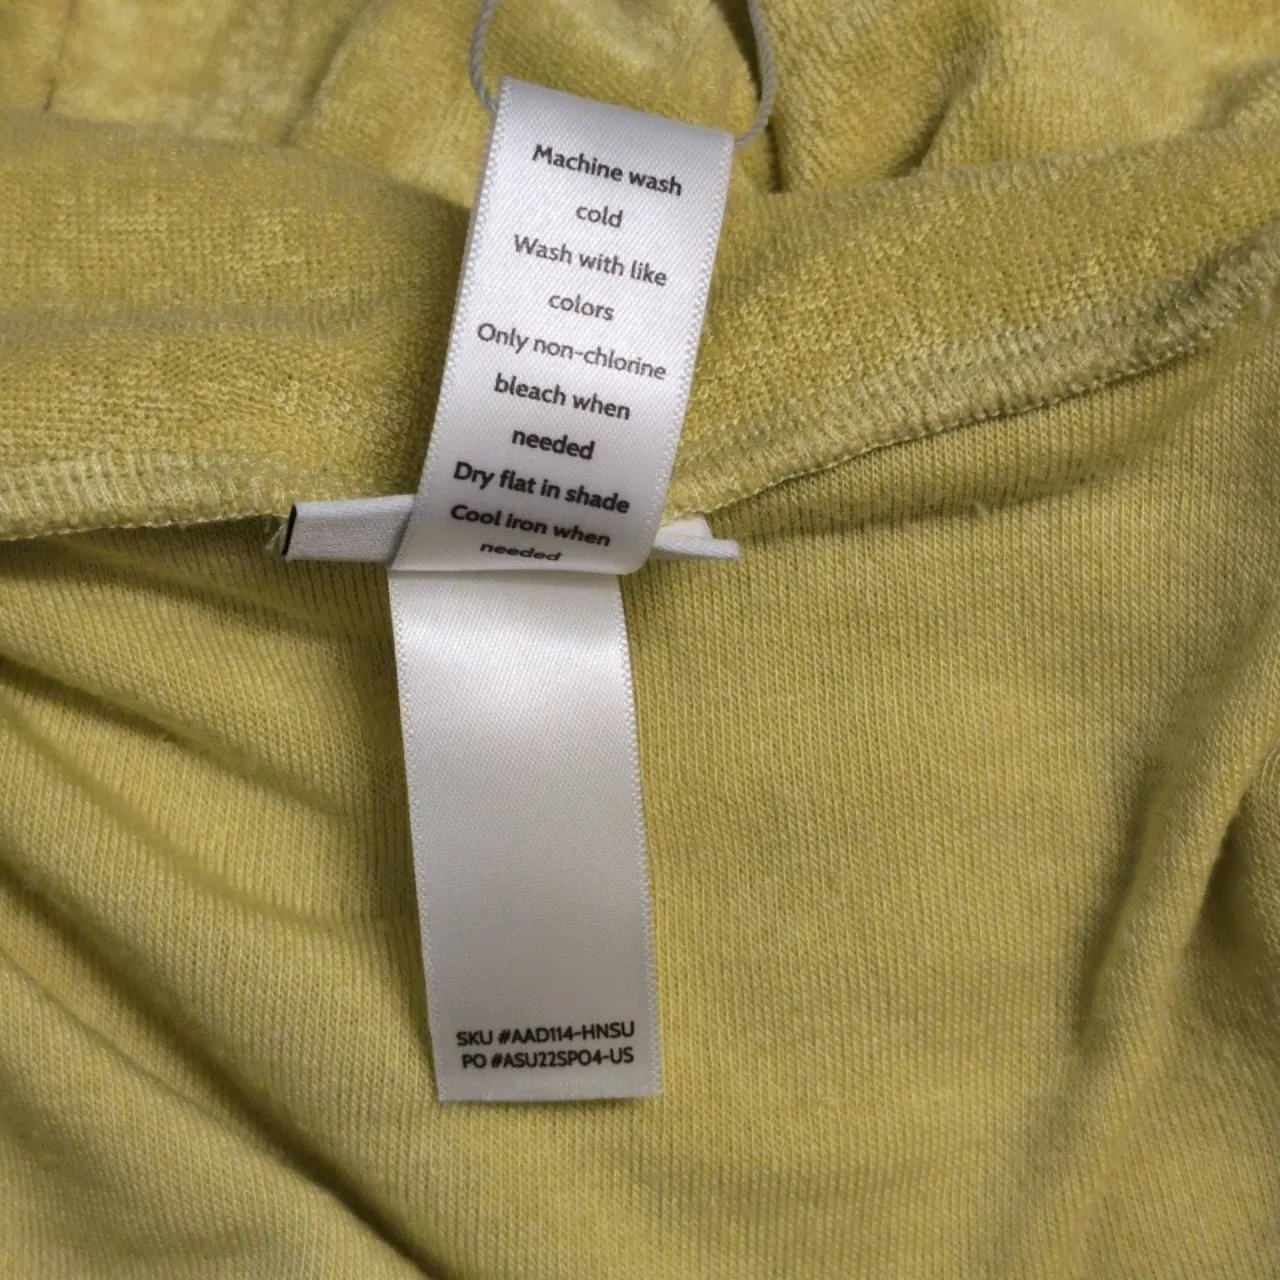 Machine wash
cold
Wash with like
colors
Only non-chlorine
bleach when
needed
Dry flat in shade
Cool iron when
needed
SKU #AAD114-HNSU
PO #ASU22SPO4-US